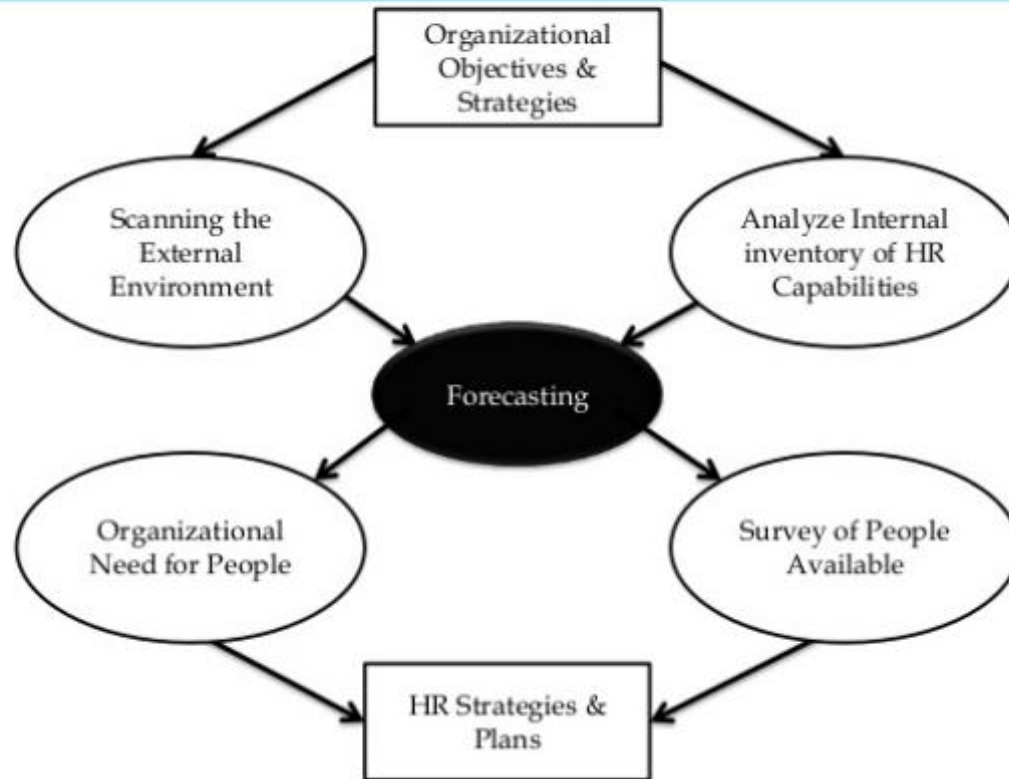 Organizational
Objectives &
Strategies
Scanning the
External
Environment
Analyze Internal
inventory of HR
Capabilities
Forecasting
Organizational
Need for People
Survey of People
Available
HR Strategies &
Plans